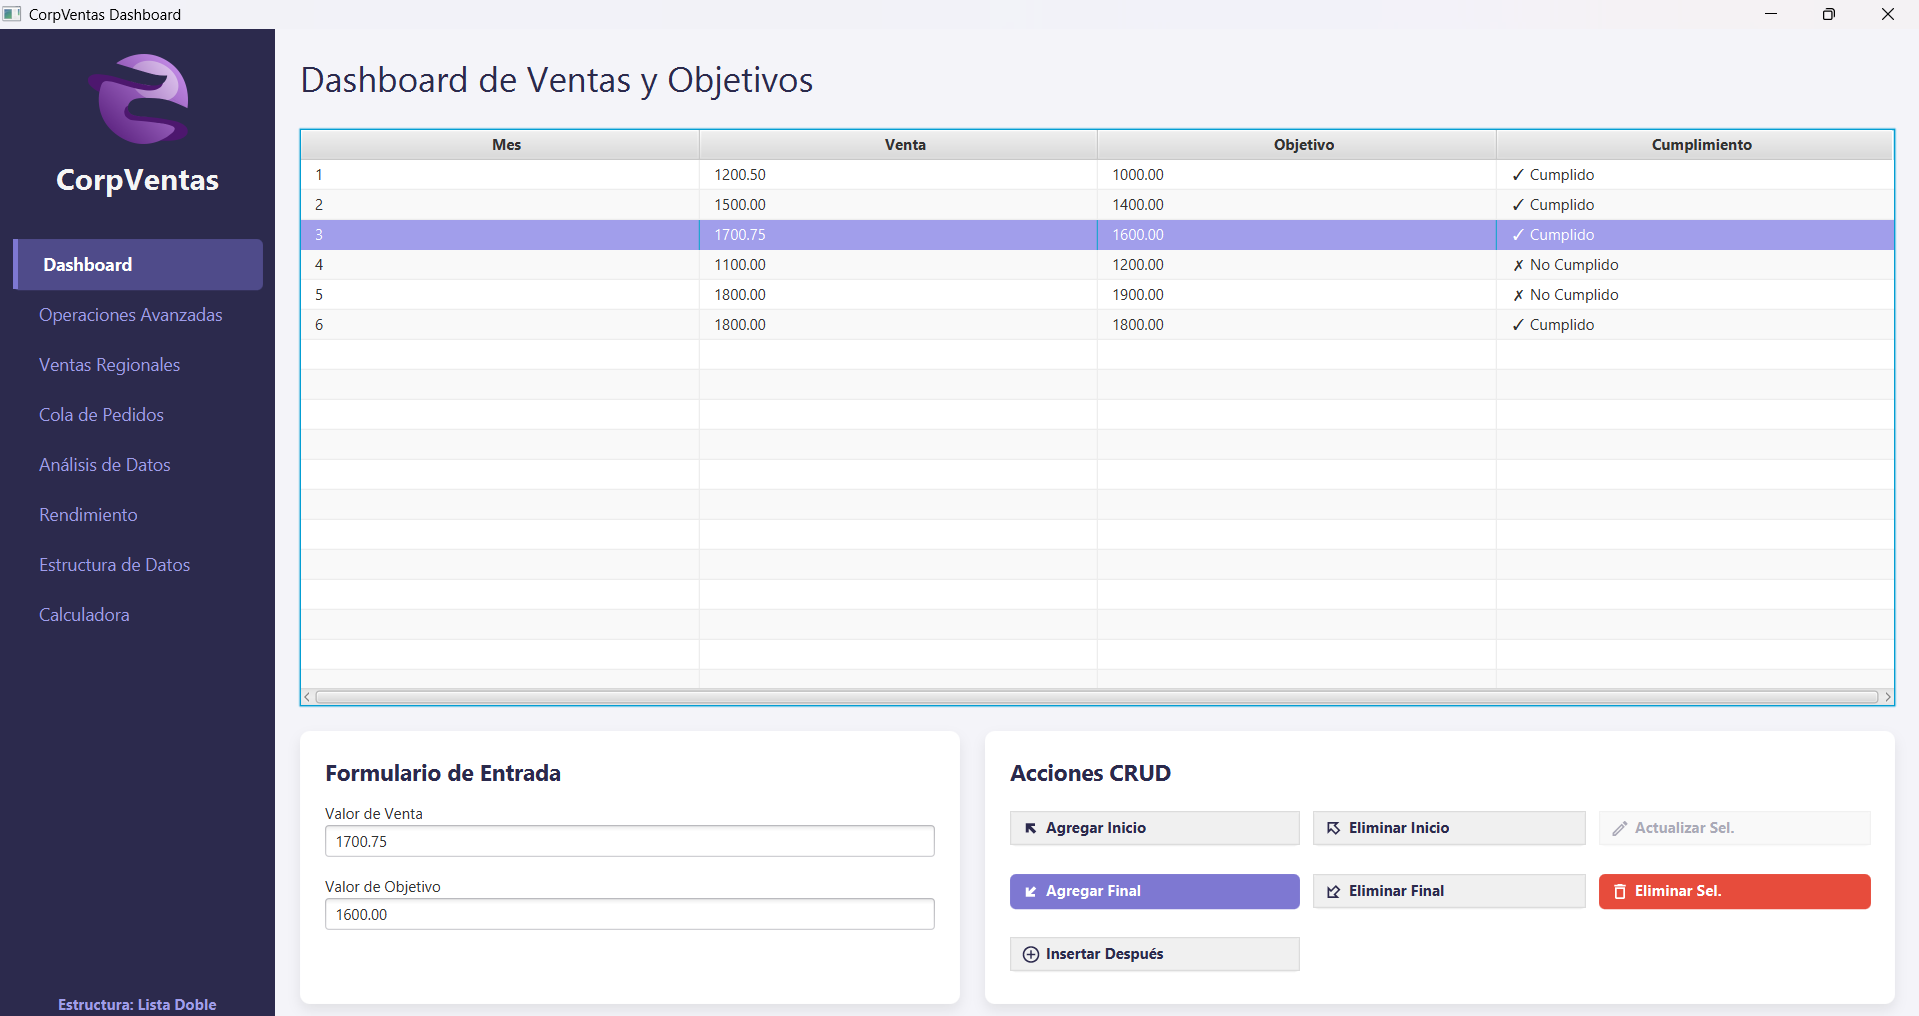 CorpVentas Dashboard
CorpVentas
Dashboard
Operaciones Avanzadas
Ventas Regionales
Cola de Pedidos
Análisis de Datos
Rendimiento
Estructura de Datos
Calculadora
Estructura: Lista Doble
Dashboard de Ventas y Objetivos
Mes Venta Objetivo Cumplimiento
1 1200.50 1000.00 ✓ Cumplido
2 1500.00 1400.00 ✓ Cumplido
3 1700.75 1600.00 ✓ Cumplido
4 1100.00 1200.00 ✗ No Cumplido
5 1800.00 1900.00 ✗ No Cumplido
6 1800.00 1800.00 ✓ Cumplido
Formulario de Entrada
Valor de Venta
1700.75
Valor de Objetivo
1600.00
Acciones CRUD
Agregar Inicio Eliminar Inicio Actualizar Sel.
Agregar Final Eliminar Final Eliminar Sel.
Insertar Después